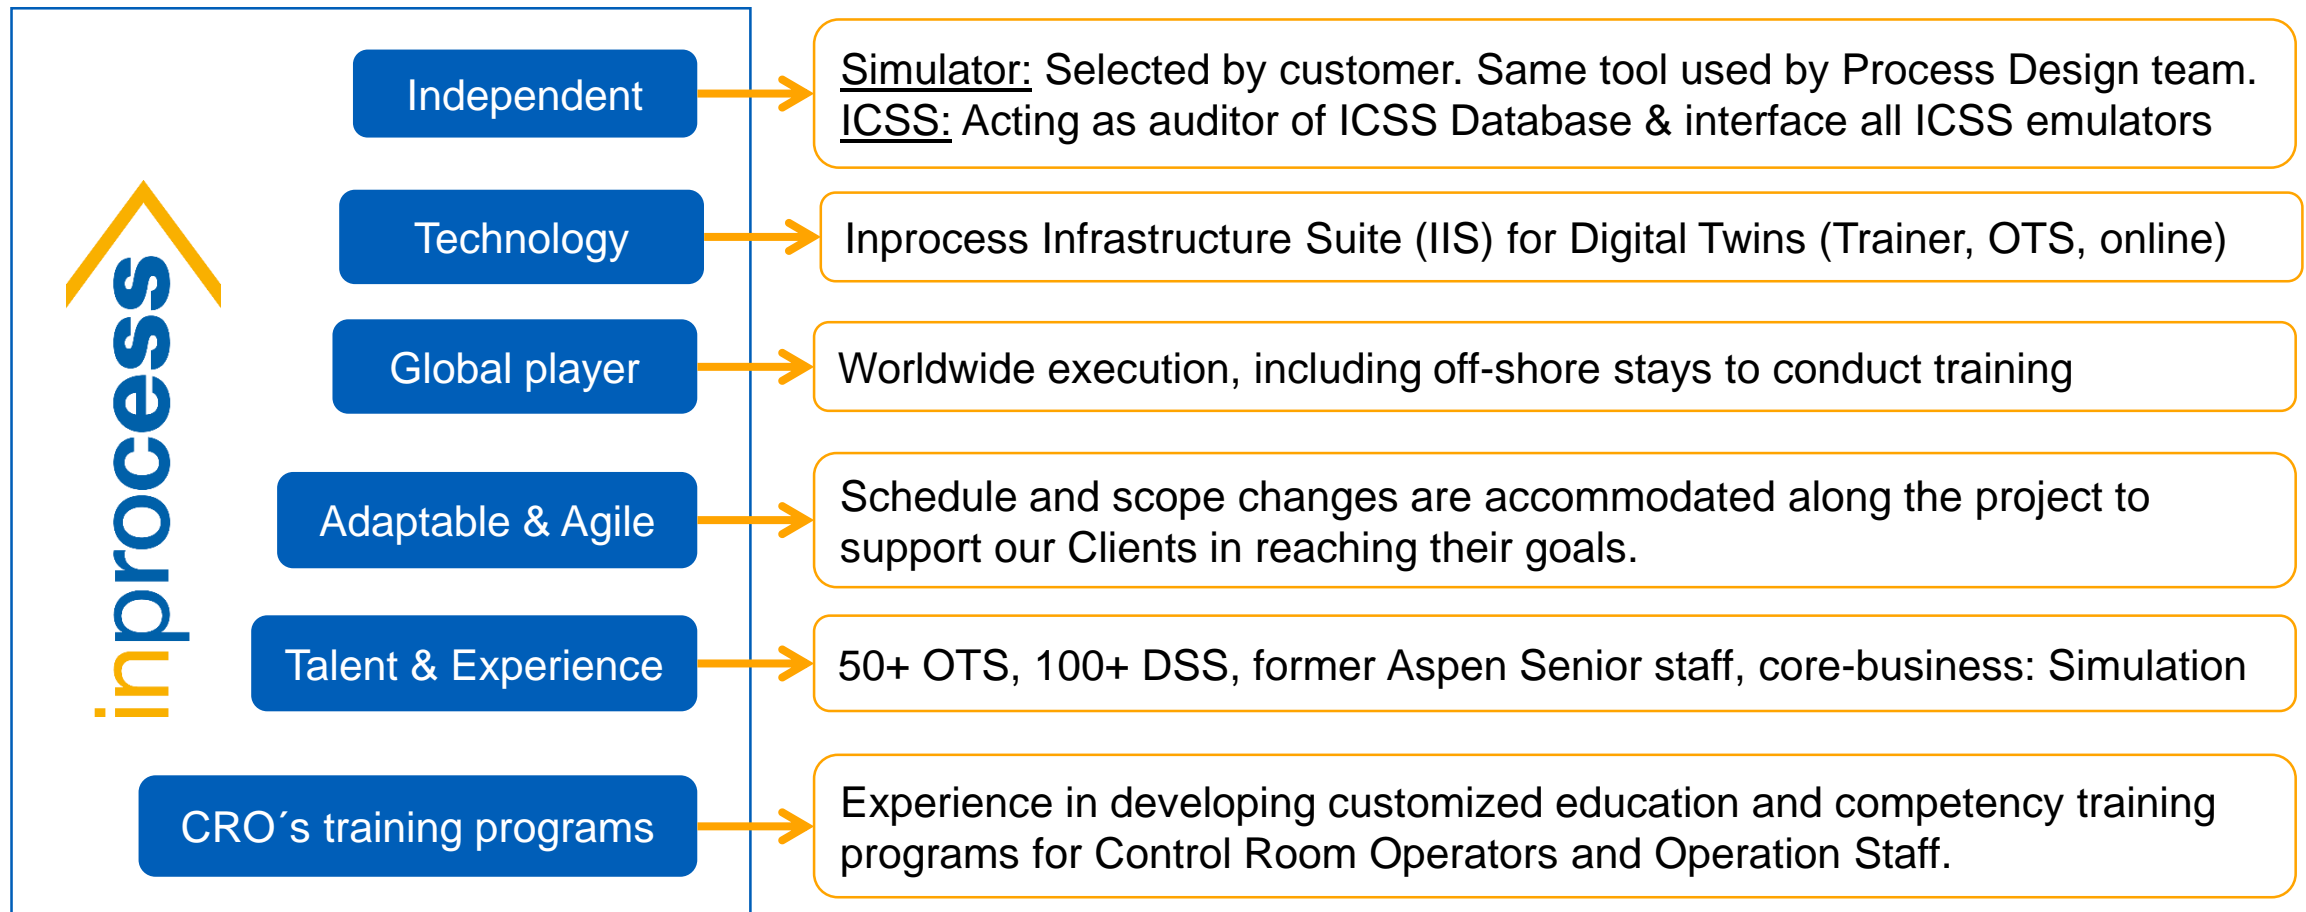 inprocess
Independent
Simulator: Selected by customer. Same tool used by Process Design team.
ICSS: Acting as auditor of ICSS Database & interface all ICSS emulators
Technology
Inprocess Infrastructure Suite (IIS) for Digital Twins (Trainer, OTS, online)
Global player
Worldwide execution, including off-shore stays to conduct training
Adaptable & Agile
Schedule and scope changes are accommodated along the project to
support our Clients in reaching their goals.
Talent & Experience
50+ OTS, 100+ DSS, former Aspen Senior staff, core-business: Simulation
CRO´s training programs
Experience in developing customized education and competency training
programs for Control Room Operators and Operation Staff.